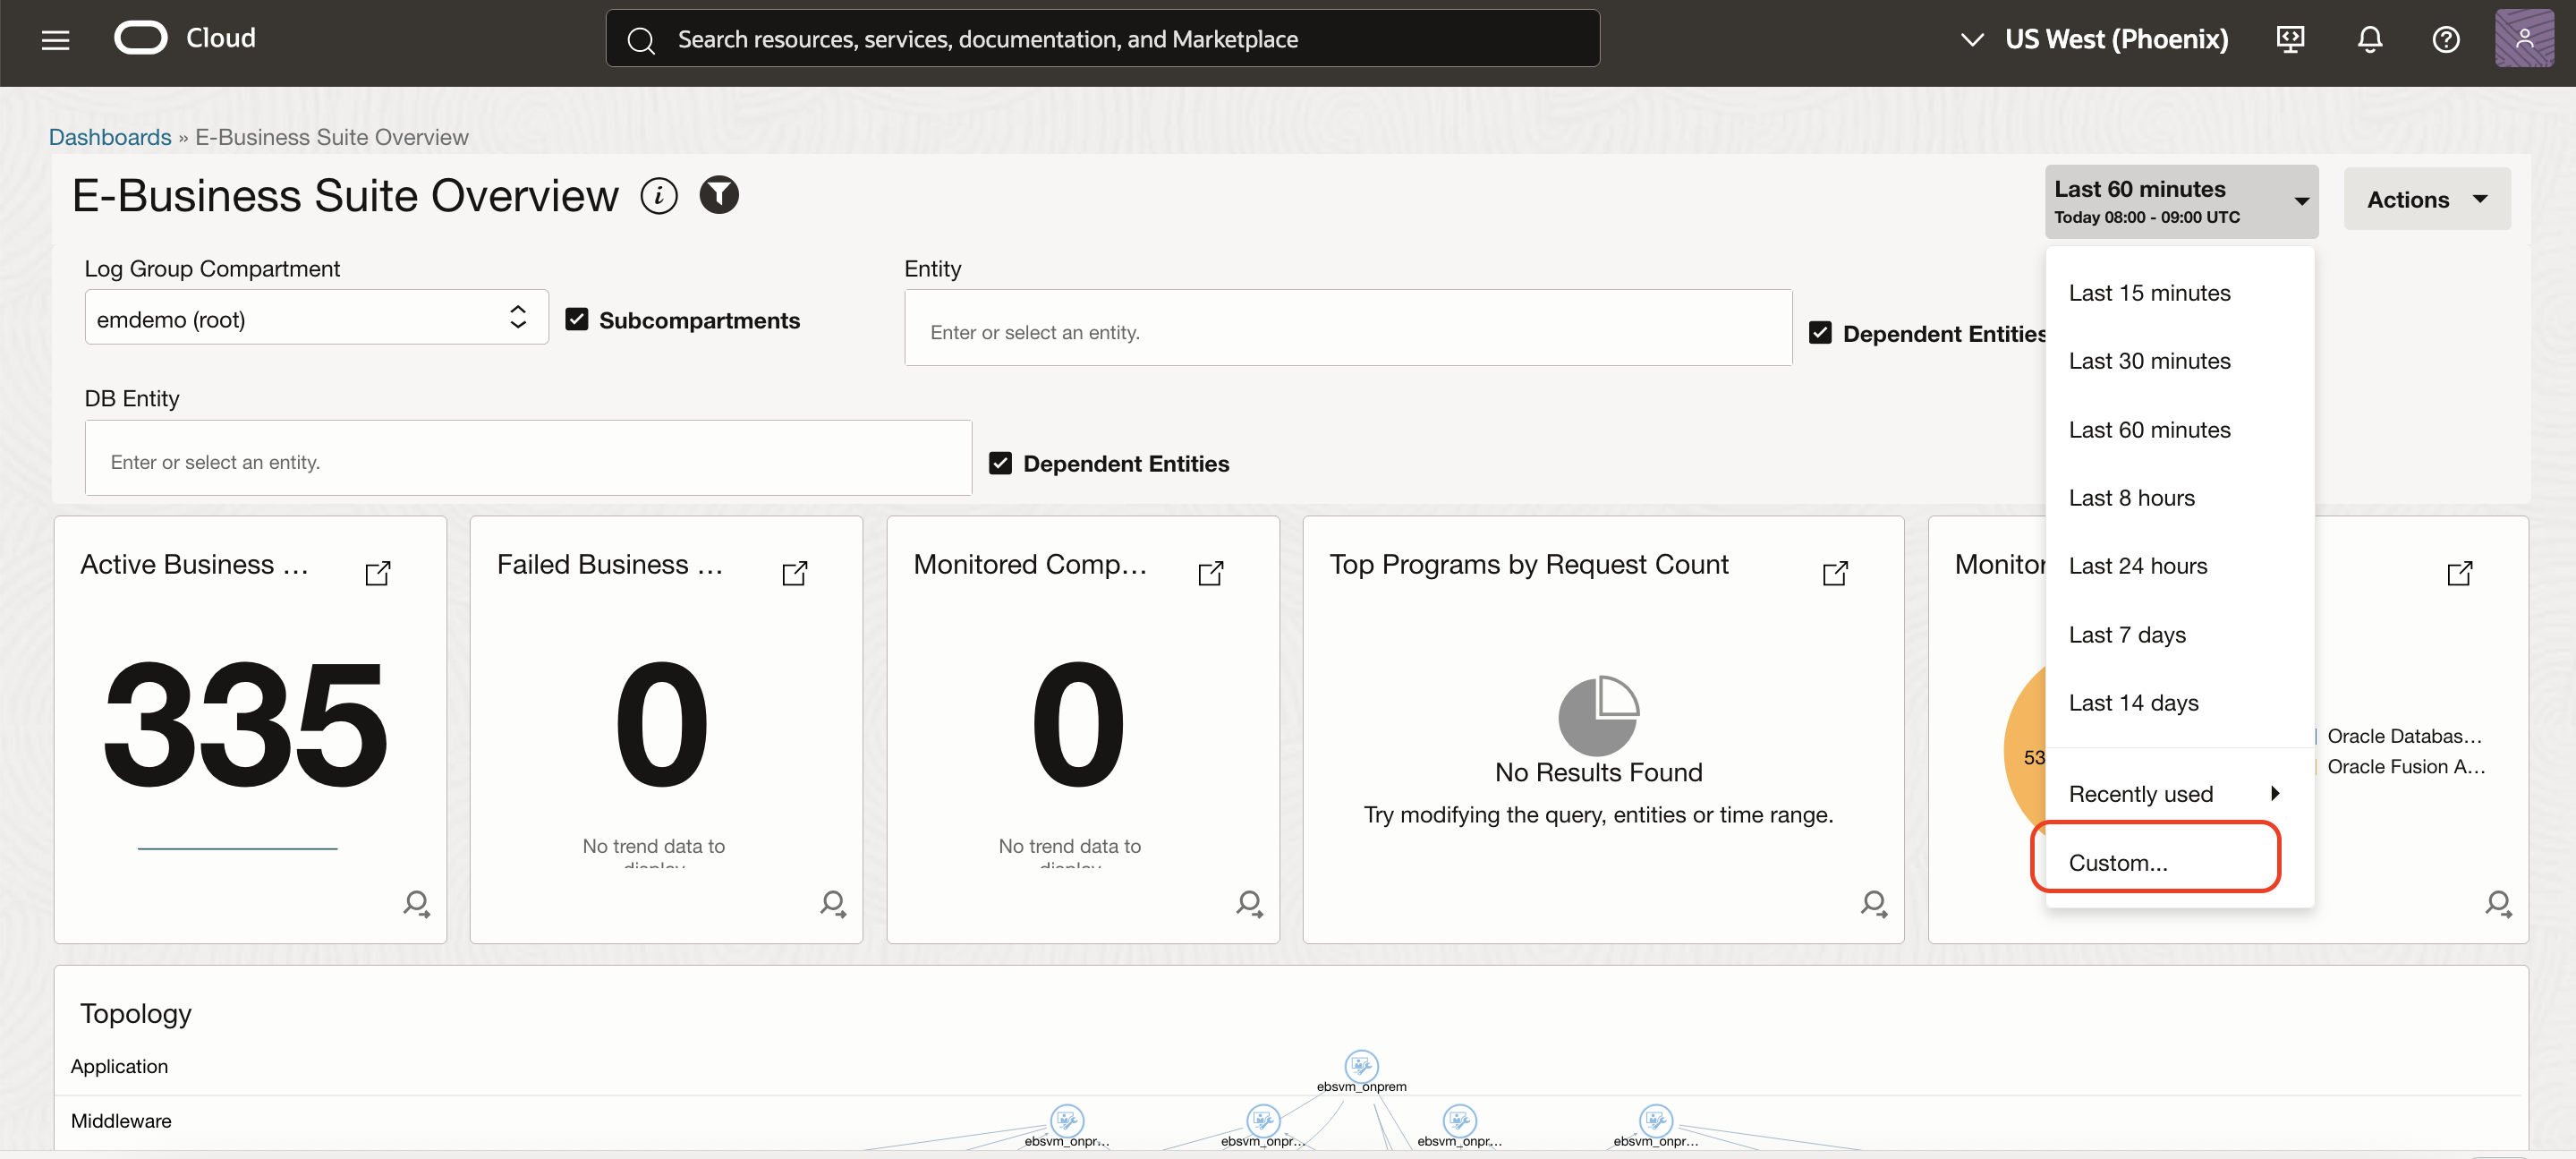 Cloud
Search resources, services, documentation, and Marketplace
US West (Phoenix)
Dashboards » E-Business Suite Overview
E-Business Suite Overview
Last 60 minutes
Today 08:00 - 09:00 UTC
Actions
Log Group Compartment
emdemo (root)
Subcompartments
Entity
Enter or select an entity.
Dependent Entities
DB Entity
Enter or select an entity.
Dependent Entities
Last 15 minutes
Last 30 minutes
Last 60 minutes
Last 8 hours
Last 24 hours
Last 7 days
Last 14 days
Recently used
Custom...
Active Business ...
335
Failed Business ...
0
No trend data to
display
Monitored Comp...
0
No trend data to
display
Top Programs by Request Count
No Results Found
Try modifying the query, entities or time range.
Monitor
53
Oracle Databas...
Oracle Fusion A...
Topology
Application
ebsvm_onprem
Middleware
ebsvm_onpr...
ebsvm_onpr...
ebsvm_onpr...
ebsvm_onpr...